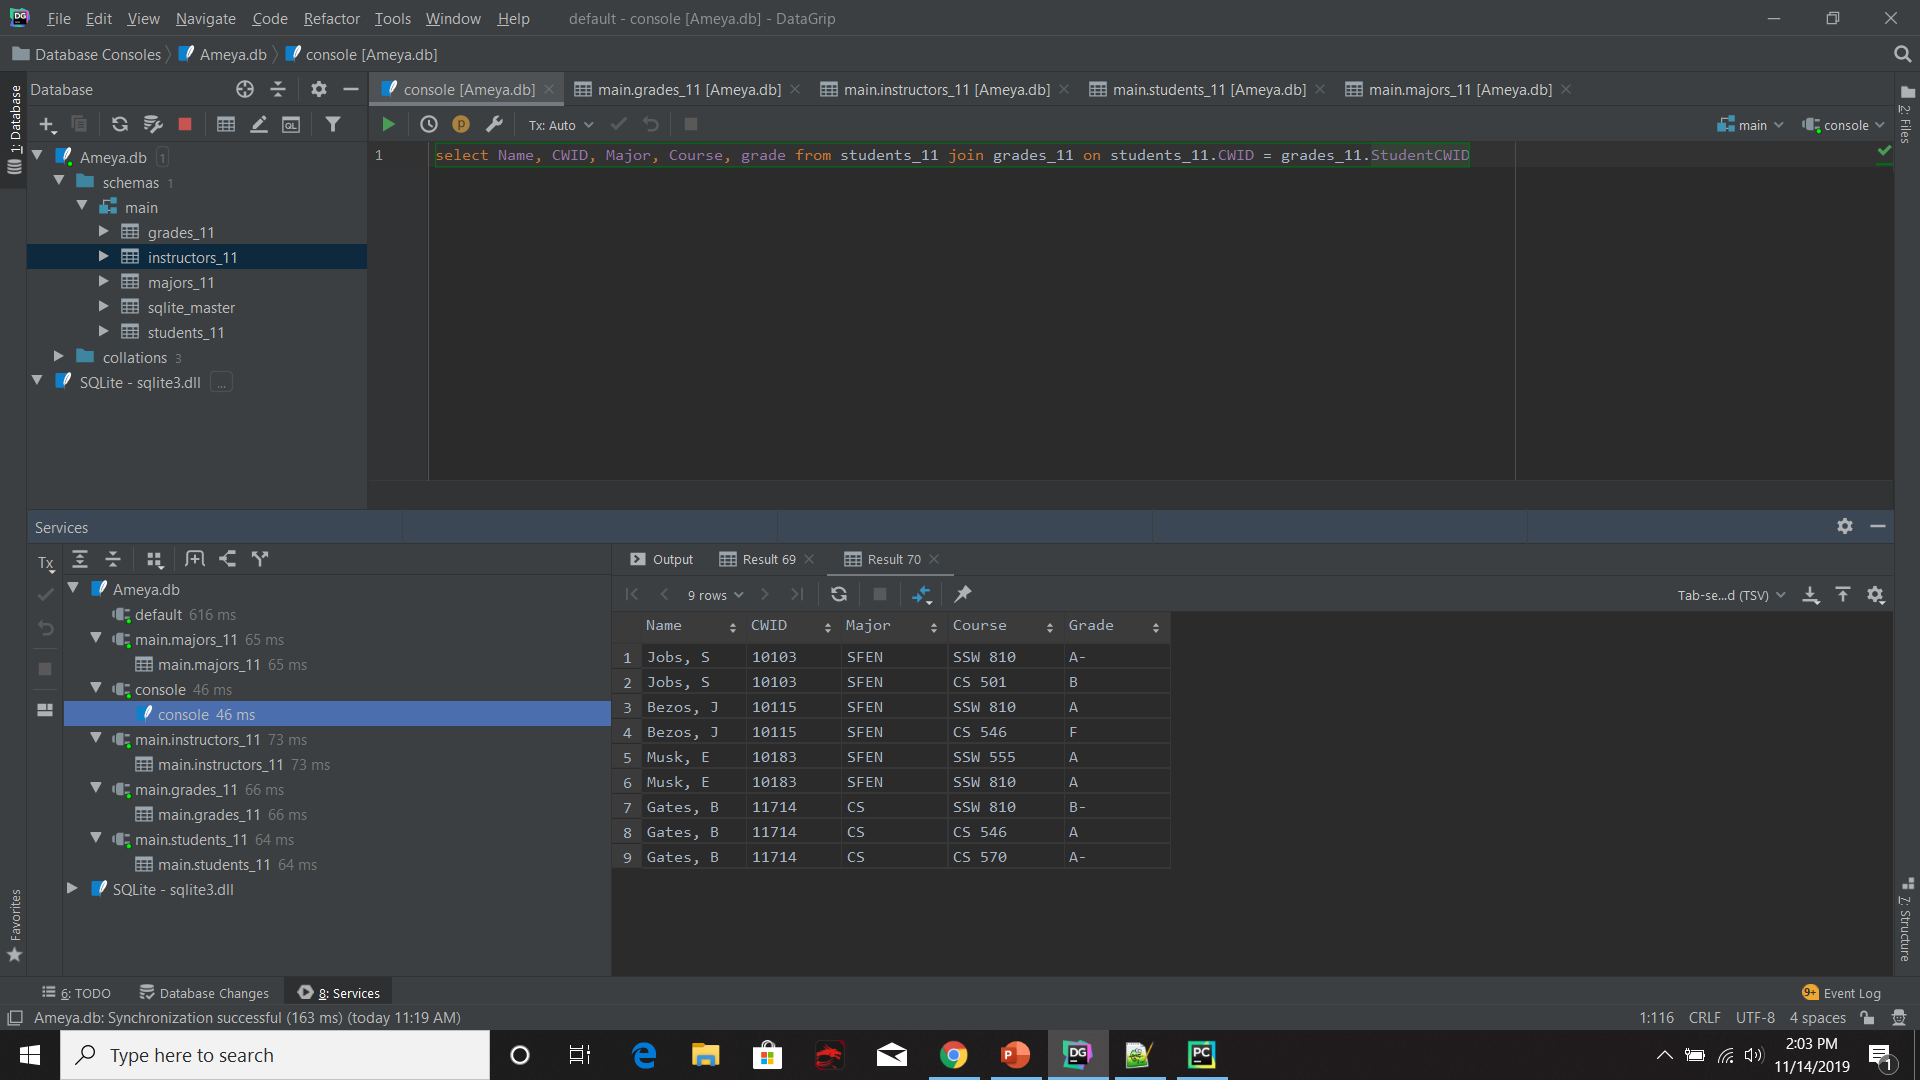 File Edit View Navigate Code Refactor Tools Window Help default - console [Ameya.db] - DataGrip
Database Consoles Ameya.db console [Ameya.db]
1: Database
Database
console [Ameya.db] main.grades_11 [Ameya.db] main.instructors_11 [Ameya.db] main.students_11 [Ameya.db] main.majors_11 [Ameya.db]
2: Files
QL
p Tx: Auto main console
1 select Name, CWID, Major, Course, grade from students_11 join grades_11 on students_11.CWID = grades_11.StudentCWID
Ameya.db 1
schemas 1
main
grades_11
instructors_11
majors_11
sqlite_master
students_11
collations 3
SQLite - sqlite3.dll ...
Services
Tx
Ameya.db
default 616 ms
main.majors_11 65 ms
main.majors_11 65 ms
console 46 ms
console 46 ms
main.instructors_11 73 ms
main.instructors_11 73 ms
main.grades_11 66 ms
main.grades_11 66 ms
main.students_11 64 ms
main.students_11 64 ms
SQLite - sqlite3.dll
Output Result 69 Result 70
9 rows Tab-se...d (TSV)
Name CWID Major Course Grade
1 Jobs, S 10103 SFEN SSW 810 A-
2 Jobs, S 10103 SFEN CS 501 B
3 Bezos, J 10115 SFEN SSW 810 A
4 Bezos, J 10115 SFEN CS 546 F
5 Musk, E 10183 SFEN SSW 555 A
6 Musk, E 10183 SFEN SSW 810 A
7 Gates, B 11714 CS SSW 810 B-
8 Gates, B 11714 CS CS 546 A
9 Gates, B 11714 CS CS 570 A-
Favorites
7: Structure
6: TODO Database Changes 8: Services 9+ Event Log
Ameya.db: Synchronization successful (163 ms) (today 11:19 AM) 1:116 CRLF UTF-8 4 spaces
Type here to search
P DG PC
2:03 PM
11/14/2019
1